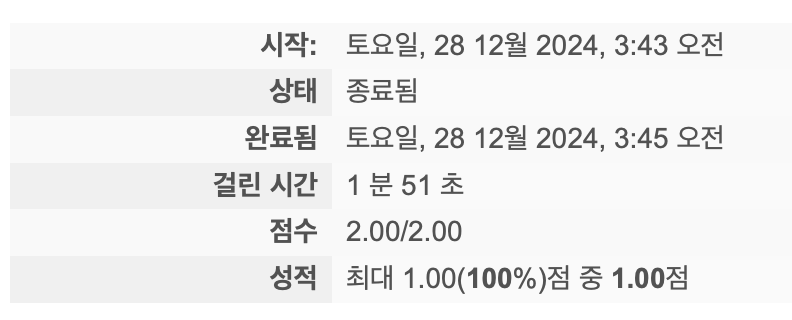 시작: 토요일, 28 12월 2024, 3:43 오전
상태 종료됨
완료됨 토요일, 28 12월 2024, 3:45 오전
걸린 시간 1 분 51 초
점수 2.00/2.00
성적 최대 1.00(100%)점 중 1.00점